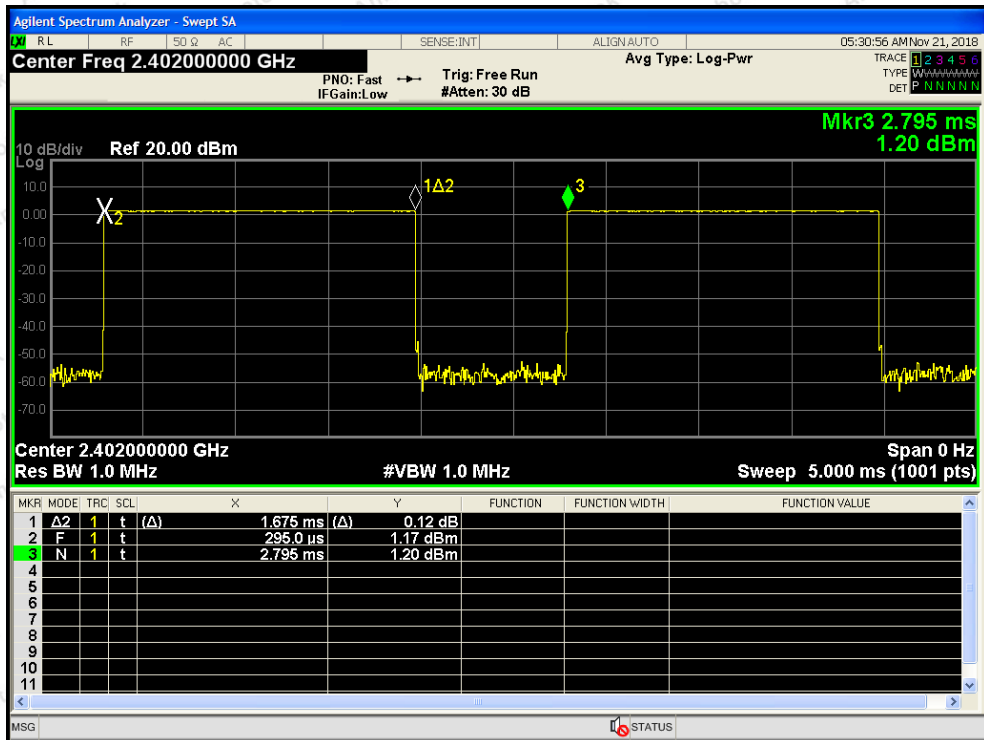 Agilent Spectrum Analyzer - Swept SA
LXI RL RF 50 Ω AC SENSE:INT ALIGN AUTO 05:30:56 AM Nov 21, 2018
Center Freq 2.402000000 GHz
Avg Type: Log-Pwr
TRACE 1 2 3 4 5 6
PNO: Fast Trig: Free Run
TYPE WWWWWW
IFGain:Low #Atten: 30 dB
DET P N N N N N
Mkr3 2.795 ms
1.20 dBm
10 dB/div Ref 20.00 dBm
Log
10.0
1Δ2
3
0.00
2
-10.0
-20.0
-30.0
-40.0
-50.0
-60.0
-70.0
Center 2.402000000 GHz Span 0 Hz
Res BW 1.0 MHz #VBW 1.0 MHz Sweep 5.000 ms (1001 pts)
MKR MODE TRC SCL X Y FUNCTION FUNCTION WIDTH FUNCTION VALUE
1 Δ2 1 t (Δ) 1.675 ms (Δ) 0.12 dB
2 F 1 t 295.0 µs 1.17 dBm
3 N 1 t 2.795 ms 1.20 dBm
4
5
6
7
8
9
10
11
MSG STATUS